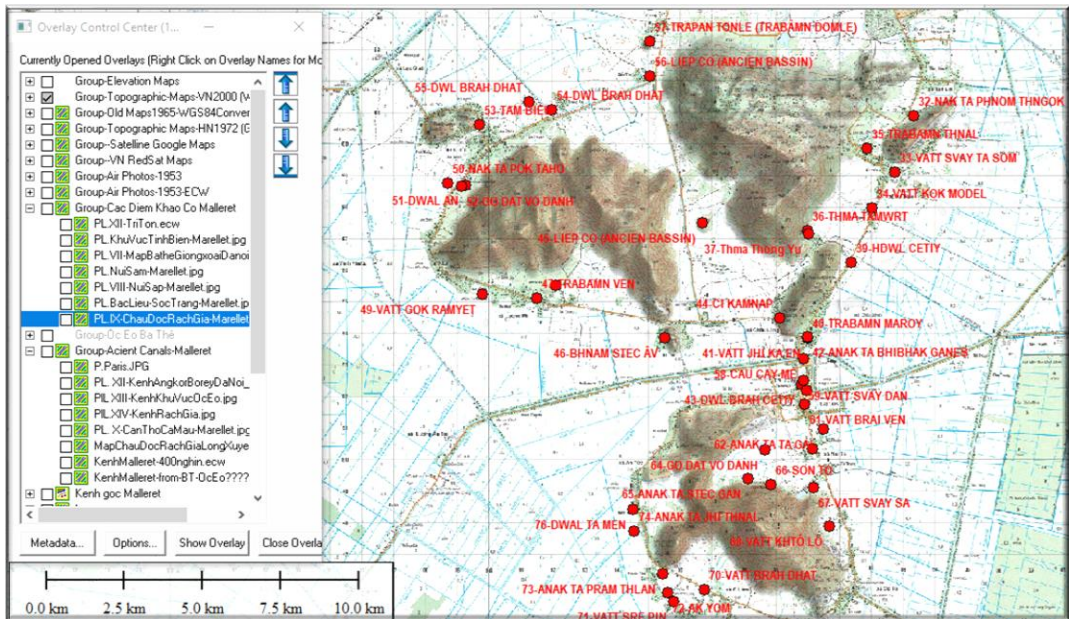 Overlay Control Center (1...
Currently Opened Overlays (Right Click on Overlay Names for Mo
Group-Elevation Maps
Group-Topographic-Maps-VN2000 (V
Group-Old Maps1965-WGS84Conver
Group-Topographic Maps-HN1972 (G
Group--Satelline Google Maps
Group--VN RedSat Maps
Group-Air Photos-1953
Group-Air Photos-1953-ECW
Group-Cac Diem Khao Co Malleret
PL.XII-TriTon.ecw
PL.KhuVucTinhBien-Marellet.jpg
PL.VII-MapBatheGiongxoaiDanoi
PL.NuiSam-Marellet.jpg
PL.VIII-NuiSap-Marellet.jpg
PL.BacLieu-SocTrang-Marellet.jp
PL.IX-ChauDocRachGia-Marellet
Group-Oc Eo Ba Thê
Group-Acient Canals-Malleret
P.Paris.JPG
PL. XII-KenhAngkorBoreyDaNoi_
PIL.XIII-KenhKhuVucOcEo.jpg
PIL.XIV-KenhRachGia.jpg
PL. X-CanThoCaMau-Marellet.jpg
MapChauDocRachGiaLongXuye
KenhMalleret-400nghin.ecw
KenhMalleret-from-BT-OcEo????
Kenh goc Malleret
Metadata...
Options...
Show Overlay
Close Overla
0.0 km
2.5 km
5.0 km
7.5 km
10.0 km
57-TRAPAN TONLE (TRABAMN DOMLE)
56-LIEP CO (ANCIEN BASSIN)
55-DWL BRAH DHAT
54-DWL BRAH DHAT
53-TAM BIE
32-NAK TA PHNOM THNGOK
35-TRABAMN THNAL
33-VATT SVAY TA SOM
50-NAK TA POK TAHO
51-DWAL AN
52-GO DAT VO DANH
34-VATT KOK MODEL
36-THMA TAMWRT
45-LIEP CO (ANCIEN BASSIN)
37-Thma Thong Yu
39-HDWL CETIY
47-TRABAMN VEN
49-VATT GOK RAMYET
44-CI KAMNAP
40-TRABAMN MAROY
46-BHNAM STEC AV
41-VATT JHI KA EN
42-ANAK TA BHIBHAK GANES
58-CAU CAY ME
59-VATT SVAY DAN
43-DWL BRAH CETIY
61-VATT BRAI VEN
62-ANAK TA TA GA
64-GO DAT VO DANH
66-SON TO
65-ANAK TA STEC GAN
67-VATT SVAY SA
76-DWAL TA MEN
74-ANAK TA JHI THNAL
68-VATT KHTÔ LÔ
70-VATT BRAH DHAT
73-ANAK TA PRAM THLAN
72-AK YOM
71-VATT SRE PIN